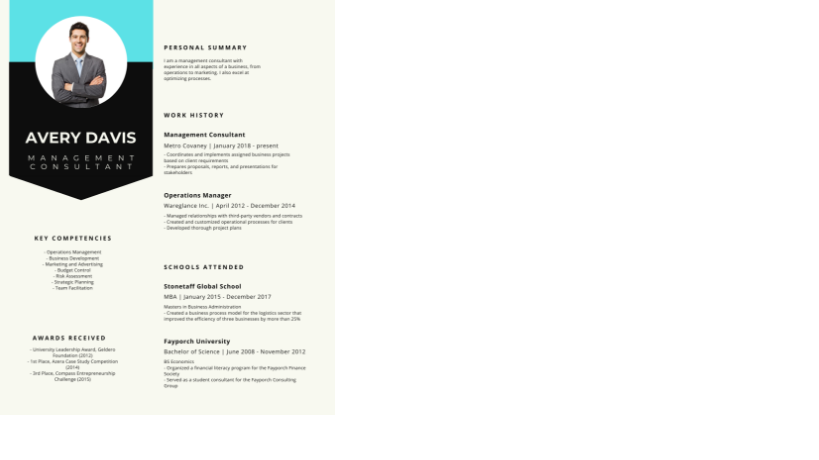 AVERY DAVIS
MANAGEMENT
CONSULTANT
KEY COMPETENCIES
- Operations Management
- Business Development
- Marketing and Advertising
- Budget Control
- Risk Assessment
- Strategic Planning
- Team Facilitation
AWARDS RECEIVED
- University Leadership Award, Gelders
Foundation (2012)
- 1st Place, Azera Case Study Competition
(2014)
- 3rd Place, Compass Entrepreneurship
Challenge (2015)
PERSONAL SUMMARY
I am a management consultant with
experience in all aspects of a business, from
operations to marketing, I also excel at
optimizing processes.
WORK HISTORY
Management Consultant
Metro Covaney | January 2018 - present
- Coordinates and implements assigned business projects
based on client requirements
- Prepares proposals, reports, and presentations for
stakeholders
Operations Manager
Wareglance Inc. | April 2012 - December 2014
- Managed relationships with third-party vendors and contracts
- Created and customized operational processes for clients
- Developed thorough project plans
SCHOOLS ATTENDED
Stonetaff Global School
MBA | January 2015 - December 2017
Masters in Business Administration
- Created a business process model for the logistics sector that
improved the efficiency of three businesses by more than 25%
Fayporch University
Bachelor of Science | June 2008 - November 2012
BS Economics
- Organized a financial literacy program for the Fayporch Finance
Society
- Served as a student consultant for the Fayporch Consulting
Group